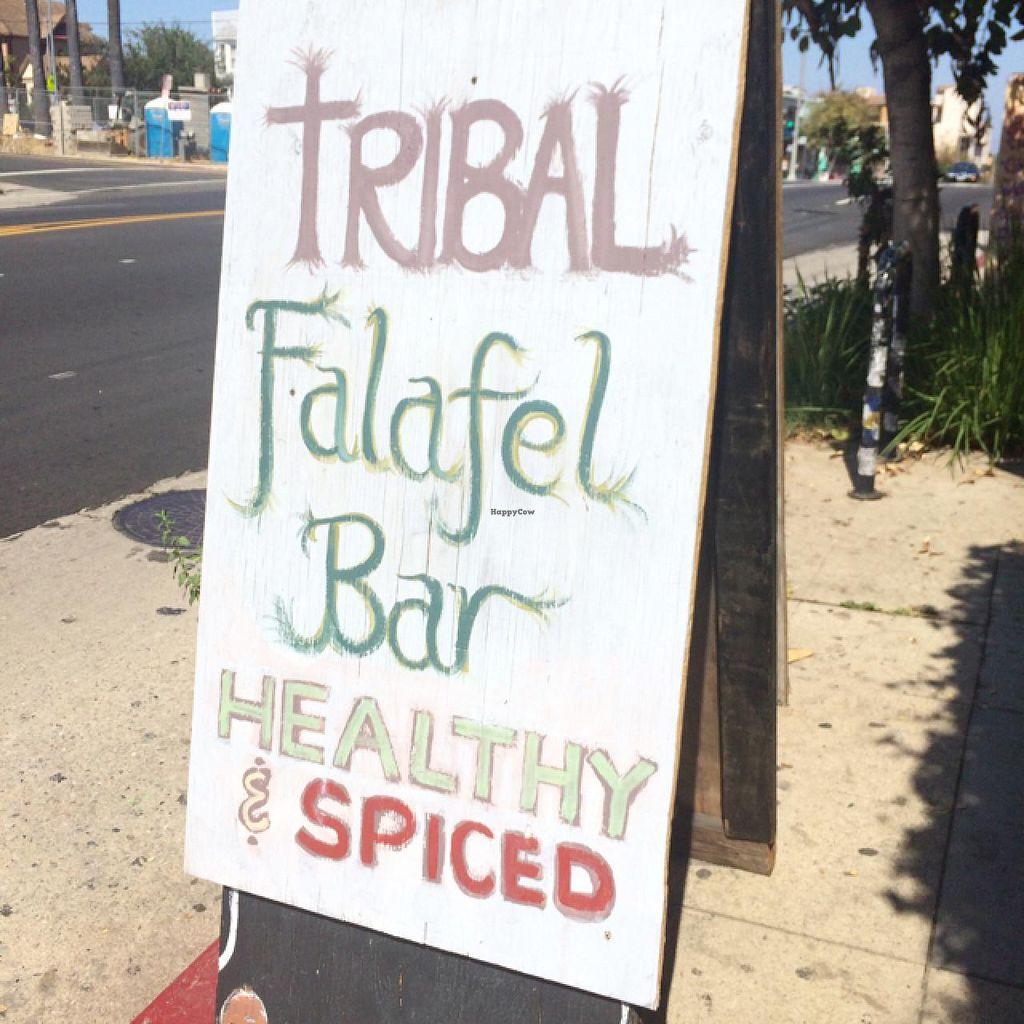 TRIBAL
Falafel
HappyCow
Bar
HEALTHY
& SPICED